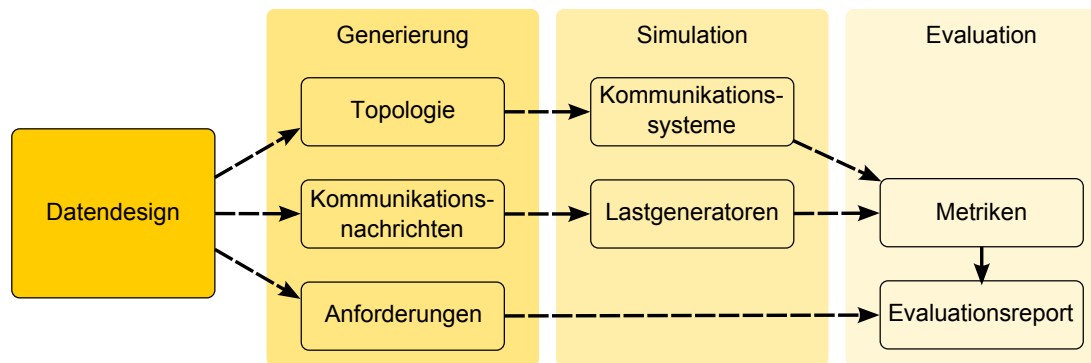 Generierung
Simulation
Evaluation
Datendesign
Topologie
Kommunikations-
nachrichten
Anforderungen
Kommunikations-
systeme
Lastgeneratoren
Metriken
Evaluationsreport